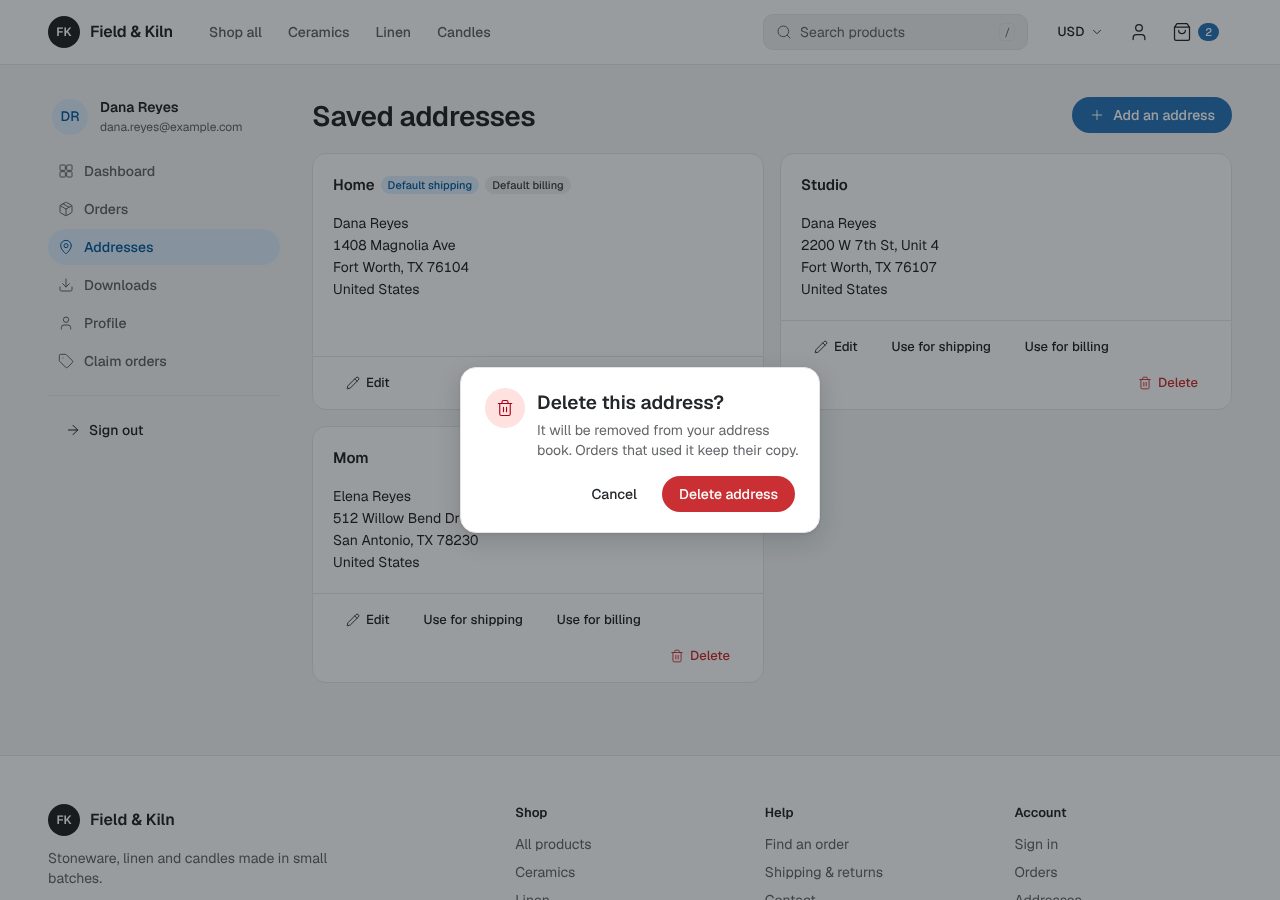 FK Field & Kiln Shop all Ceramics Linen Candles Search products / USD 2
DR Dana Reyes
dana.reyes@example.com
Dashboard
Orders
Addresses
Downloads
Profile
Claim orders
Sign out
Saved addresses
Add an address
Home Default shipping Default billing
Dana Reyes
1408 Magnolia Ave
Fort Worth, TX 76104
United States
Edit
Studio
Dana Reyes
2200 W 7th St, Unit 4
Fort Worth, TX 76107
United States
Edit Use for shipping Use for billing
Delete
Mom
Elena Reyes
512 Willow Bend Dr
San Antonio, TX 78230
United States
Edit Use for shipping Use for billing
Delete
Delete this address?
It will be removed from your address
book. Orders that used it keep their copy.
Cancel Delete address
FK Field & Kiln
Stoneware, linen and candles made in small
batches.
Shop
All products
Ceramics
Linen
Help
Find an order
Shipping & returns
Contact
Account
Sign in
Orders
Addresses